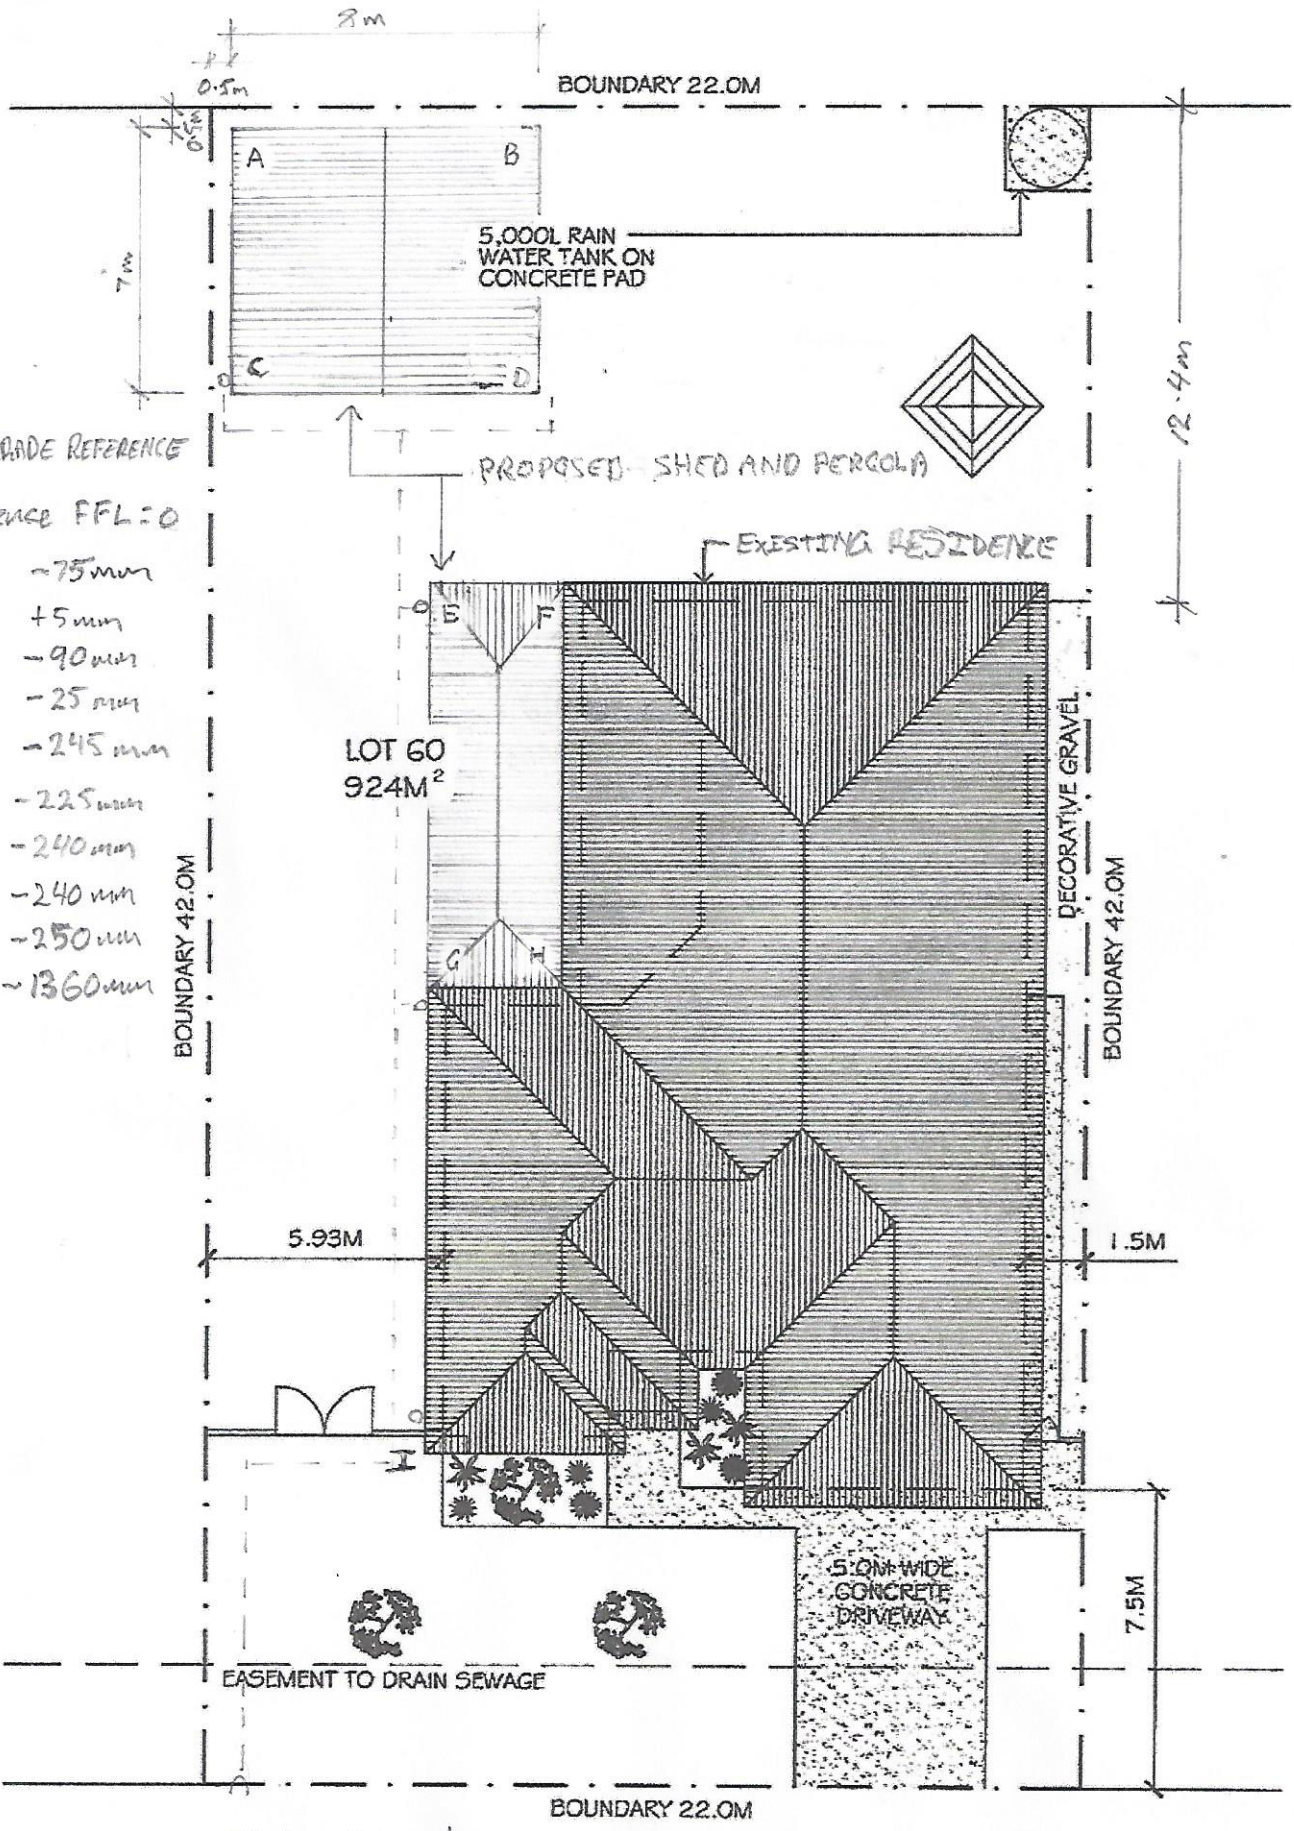 8m
0.5m
0.5m
BOUNDARY 22.0M
A
B
5,000L RAIN
WATER TANK ON
CONCRETE PAD
7m
C
D
12.4m
RADE REFERENCE
PROPOSED SHED AND PERGOLA
FFL = 0
EXISTING RESIDENCE
-75mm
+5mm
-90mm
-25mm
-245mm
-225mm
-240mm
-240mm
-250mm
-1360mm
E
F
LOT 60
924M²
DECORATIVE GRAVEL
BOUNDARY 42.0M
BOUNDARY 42.0M
G
H
5.93M
1.5M
I
5.0M WIDE
CONCRETE
DRIVEWAY
7.5M
EASEMENT TO DRAIN SEWAGE
BOUNDARY 22.0M